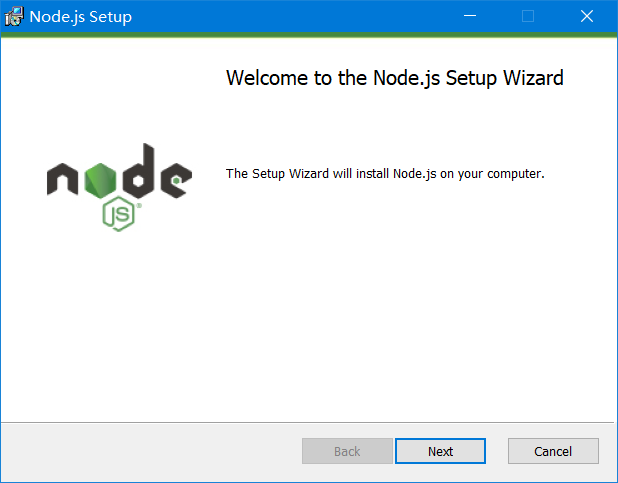 Node.js Setup
Welcome to the Node.js Setup Wizard
The Setup Wizard will install Node.js on your computer.
node
JS
Back
Next
Cancel